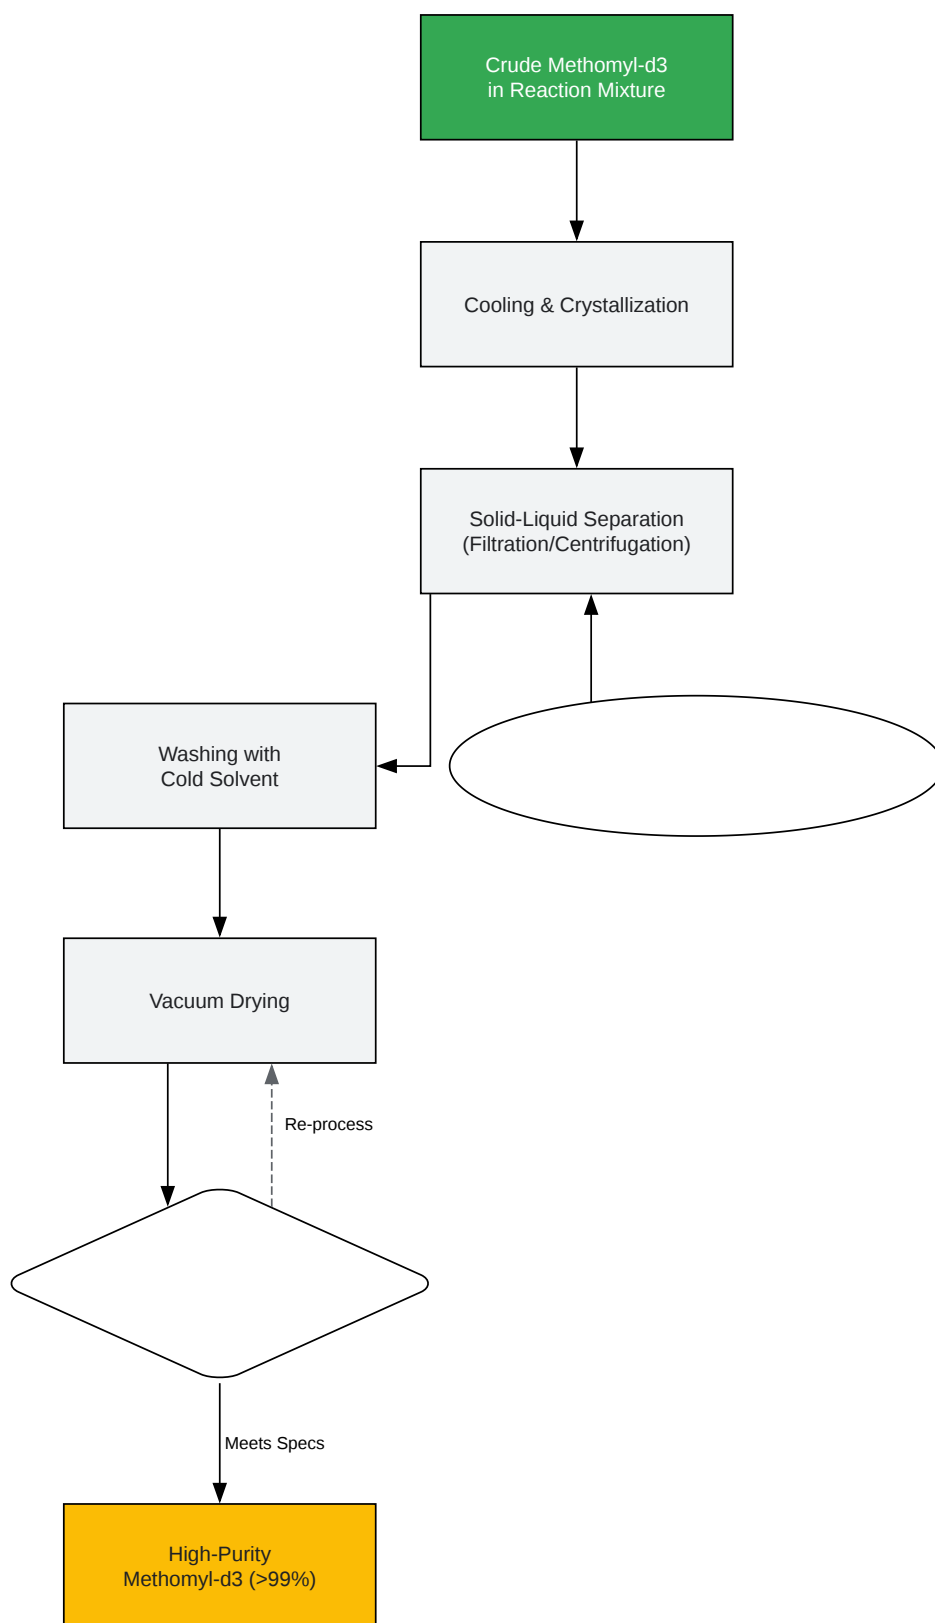 Crude Methomyl-d3
in Reaction Mixture
Cooling & Crystallization
Solid-Liquid Separation
(Filtration/Centrifugation)
Washing with
Cold Solvent
Vacuum Drying
Re-process
Meets Specs
High-Purity
Methomyl-d3 (>99%)